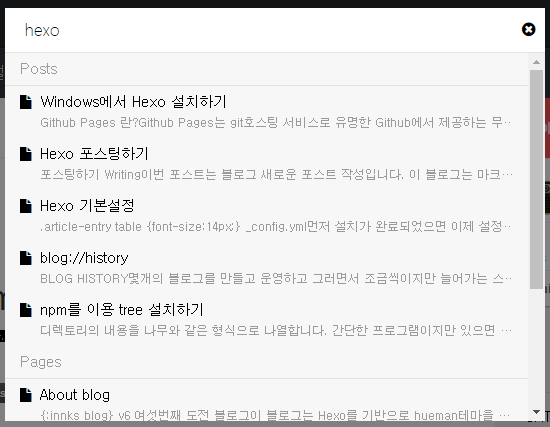 hexo
Posts
Windows에서 Hexo 설치하기
Github Pages 란?Github Pages는 git호스팅 서비스로 유명한 Github에서 제공하는 무···
Hexo 포스팅하기
포스팅하기 Writing이번 포스트는 블로그 새로운 포스트 작성입니다. 이 블로그는 마크···
Hexo 기본설정
.article-entry table {font-size:14px;} _config.yml먼저 설치가 완료되었으면 이제 설정···
blog://history
BLOG HISTORY몇개의 블로그를 만들고 운영하고 그러면서 조금씩이지만 늘어가는 스···
npm를 이용 tree 설치하기
디렉토리의 내용을 나무와 같은 형식으로 나열합니다. 간단한 프로그램이지만 있으면 ···
Pages
About blog
{:innks blog} v6 여섯번째 도전 블로그이 블로그는 Hexo를 기반으로 hueman테마을 ···